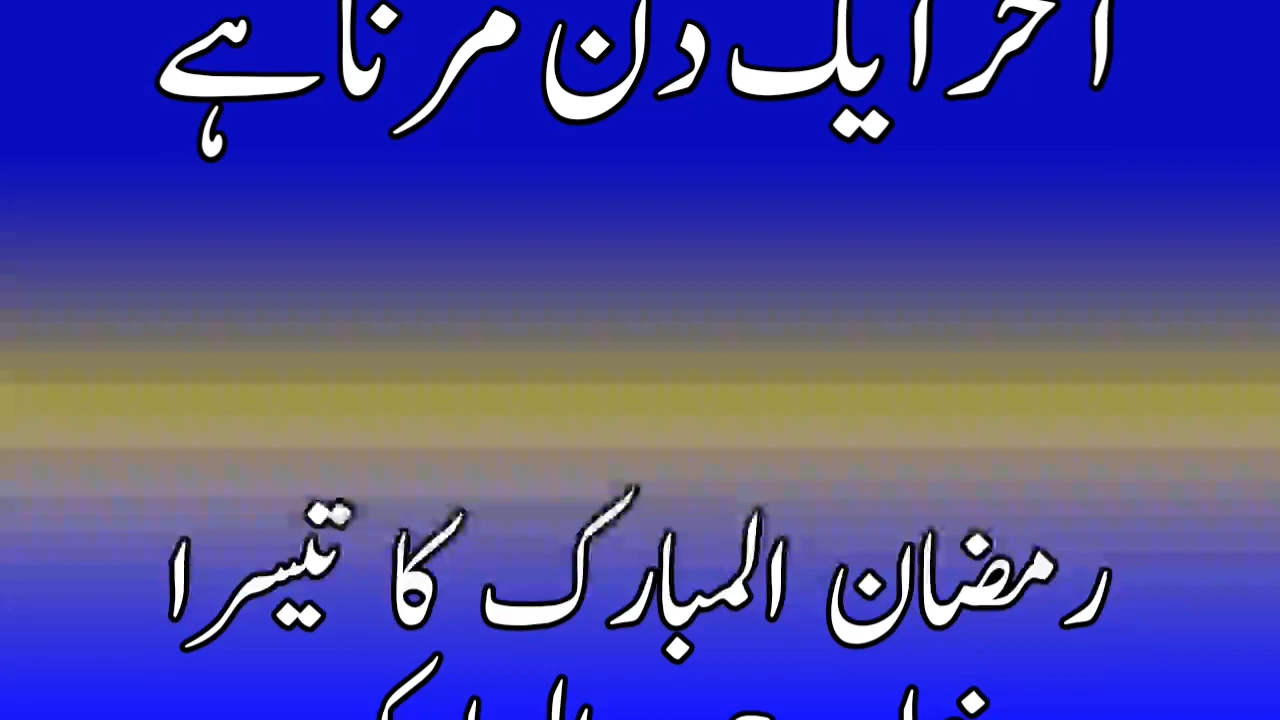 آخر ایک دن مرنا ہے
رمضان المبارک کا تیسرا